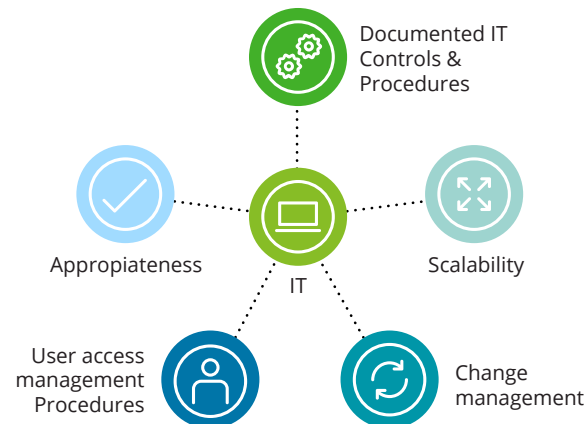 Documented IT
Controls &
Procedures
Appropiateness
IT
Scalability
User access
management
Procedures
Change
management